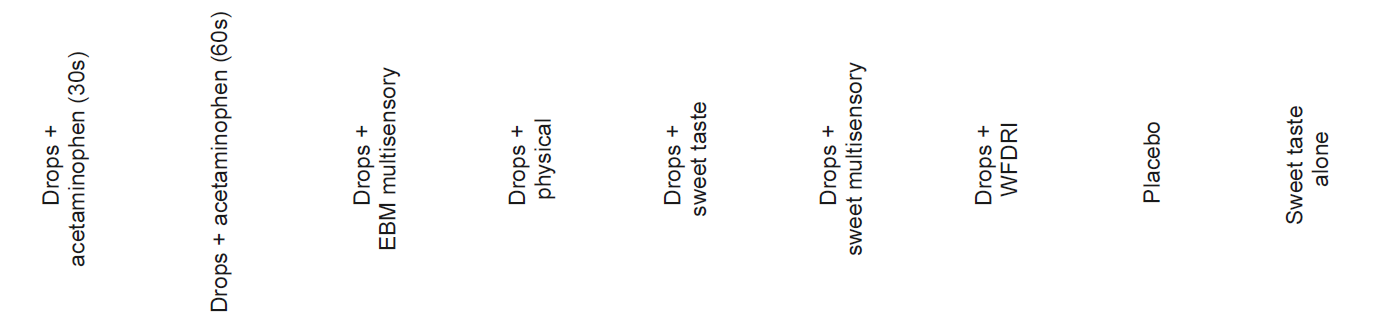 Drops +
acetaminophen (30s)
Drops + acetaminophen (60s)
Drops +
EBM multisensory
Drops +
physical
Drops +
sweet taste
Drops +
sweet multisensory
Drops +
WFDRI
Placebo
Sweet taste
alone